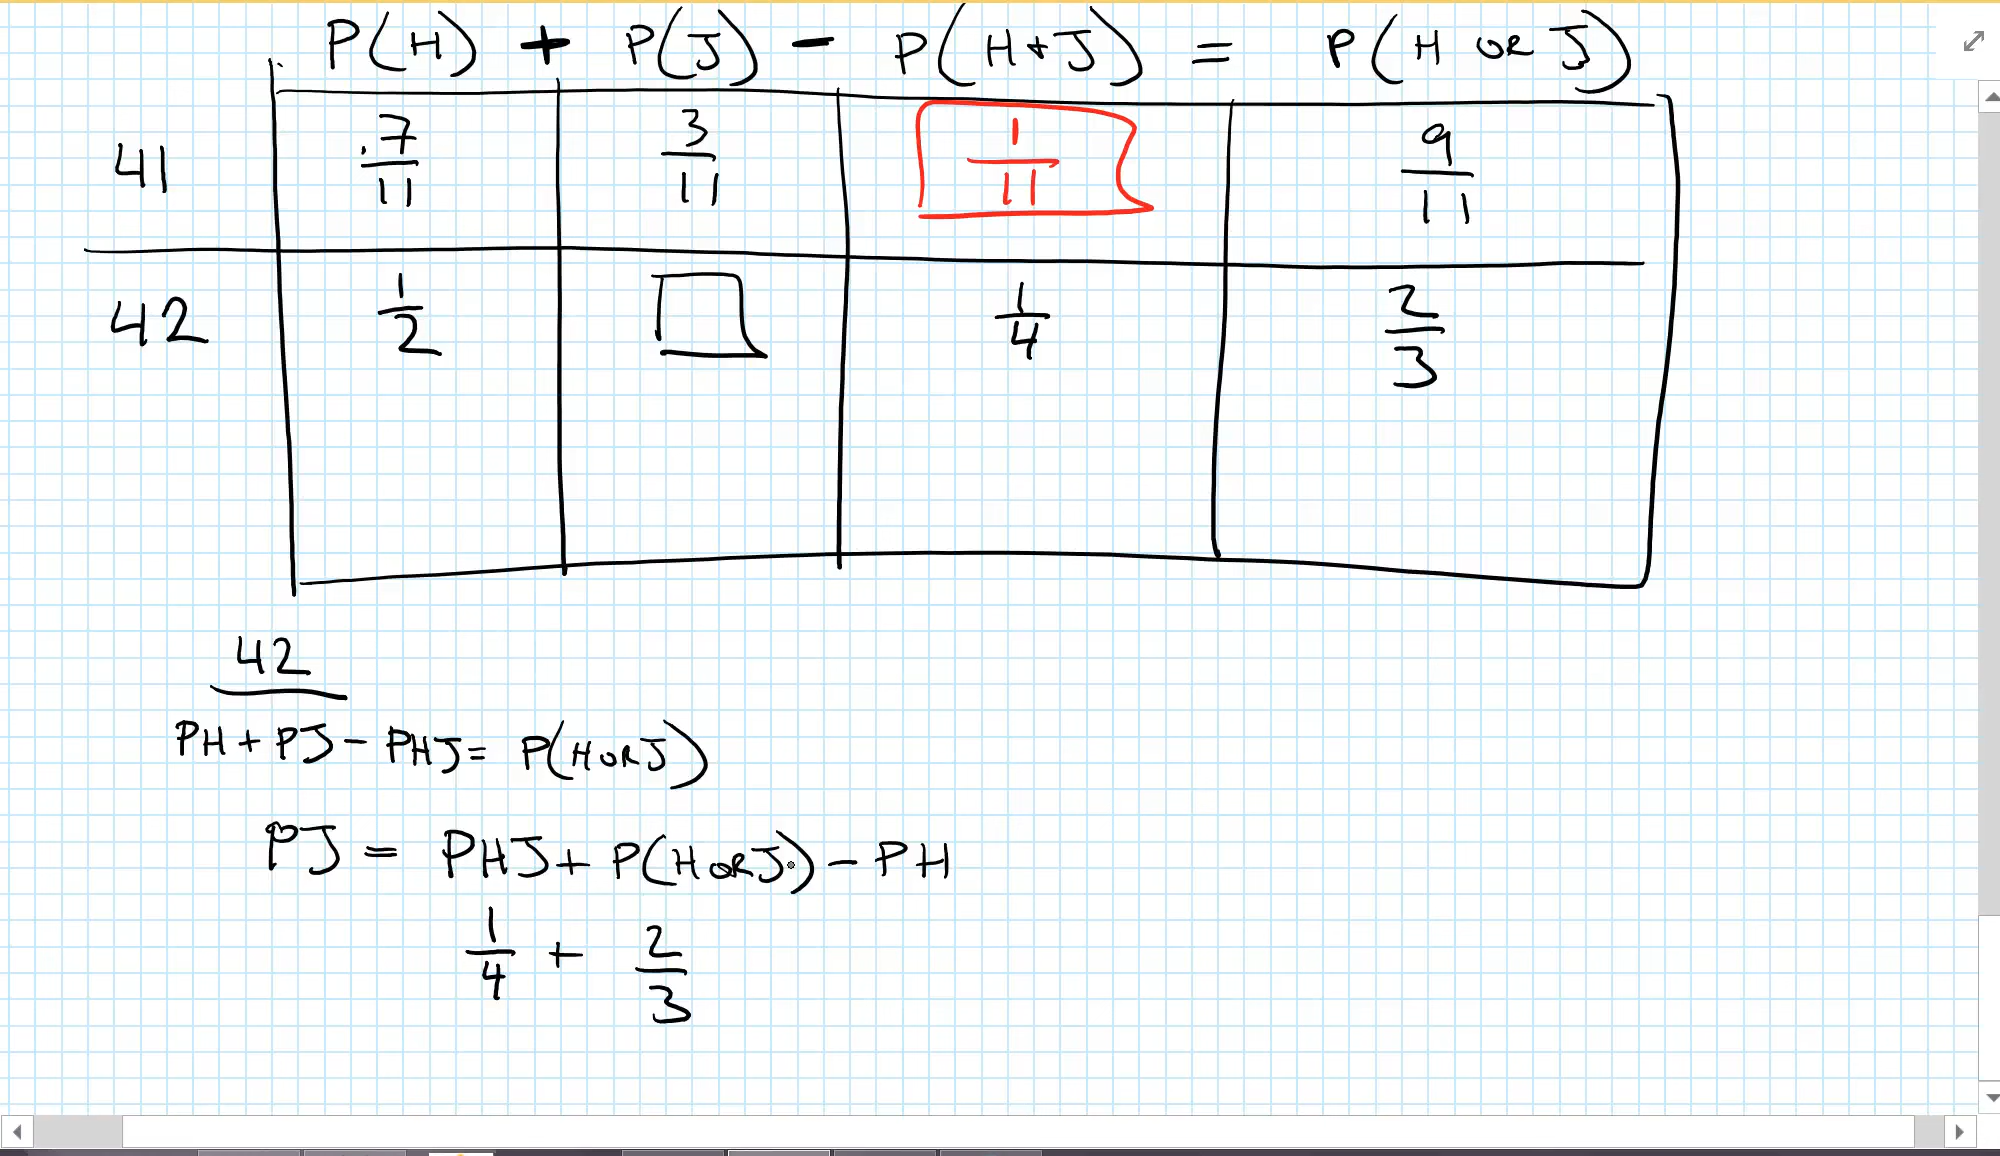 P(H) + P(J) - P(H+J) = P(H OR J)
41 .7/11 3/11 1/11 9/11
42 1/2 1/4 2/3
42
PH + PJ - PHJ = P(H OR J)
PJ = PHJ + P(H OR J) - PH
1/4 + 2/3